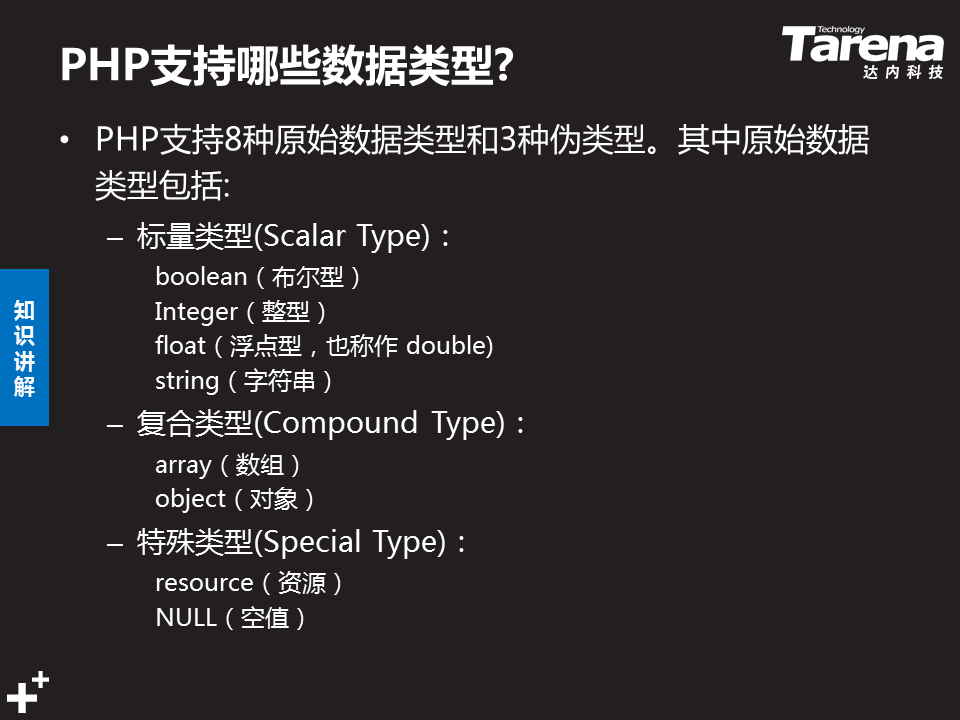 PHP支持哪些数据类型?
Technology
Tarena
达内科技
• PHP支持8种原始数据类型和3种伪类型。其中原始数据
类型包括:
– 标量类型(Scalar Type)：
boolean（布尔型）
Integer（整型）
float（浮点型，也称作 double)
string（字符串）
– 复合类型(Compound Type)：
array（数组）
object（对象）
– 特殊类型(Special Type)：
resource（资源）
NULL（空值）
知
识
讲
解